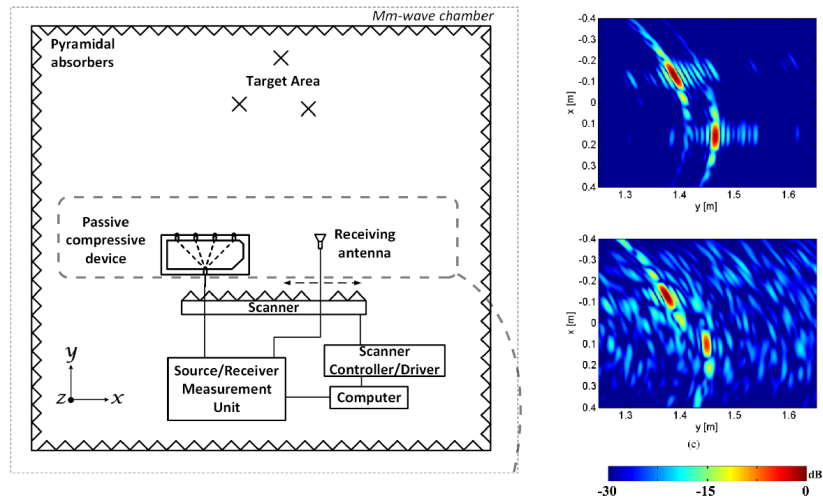 Mm-wave chamber
Pyramidal
absorbers
Target Area
Passive
compressive
device
Receiving
antenna
Scanner
Source/Receiver
Measurement
Unit
Scanner
Controller/Driver
Computer
y
z
x
-0.4
-0.3
-0.2
-0.1
0
0.1
0.2
0.3
0.4
x [m]
1.3
1.4
1.5
1.6
y [m]
-0.4
-0.3
-0.2
-0.1
0
0.1
0.2
0.3
0.4
x [m]
1.3
1.4
1.5
1.6
y [m]
(c)
dB
-30
-15
0